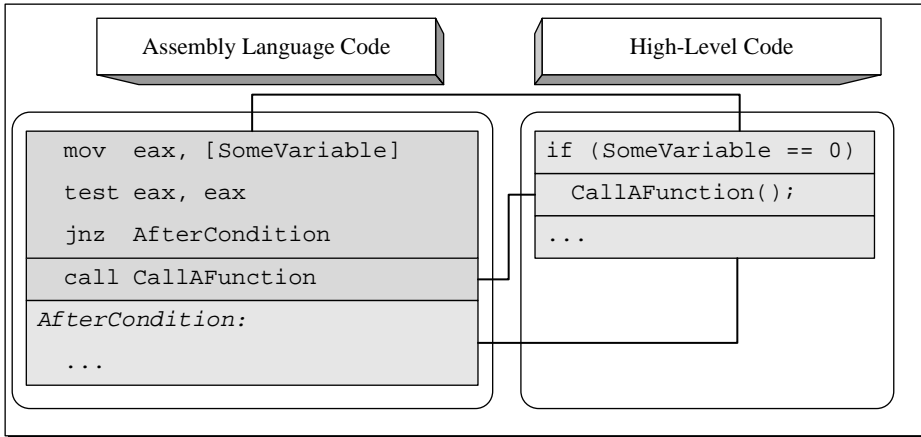 Assembly Language Code
High-Level Code
mov eax, [SomeVariable]
test eax, eax
jnz AfterCondition
call CallAFunction
AfterCondition:
...
if (SomeVariable == 0)
CallAFunction();
...